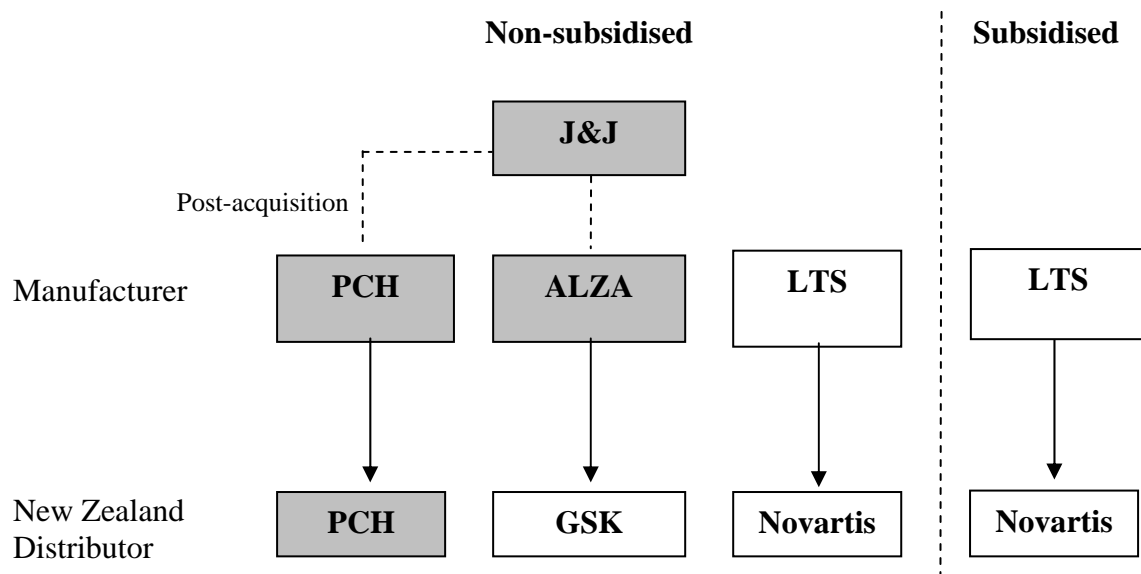 Non-subsidised
Subsidised
J&J
Post-acquisition
Manufacturer
PCH
ALZA
LTS
LTS
New Zealand
Distributor
PCH
GSK
Novartis
Novartis